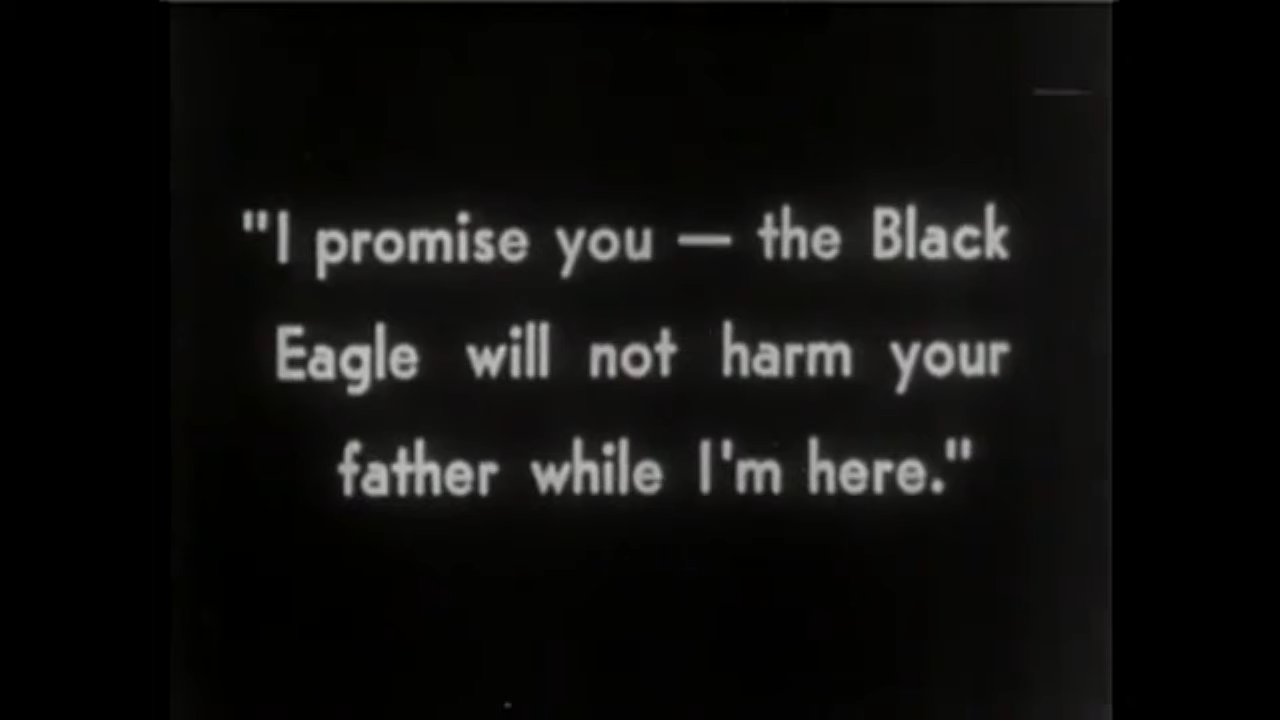 "I promise you — the Black
Eagle will not harm your
father while I'm here."